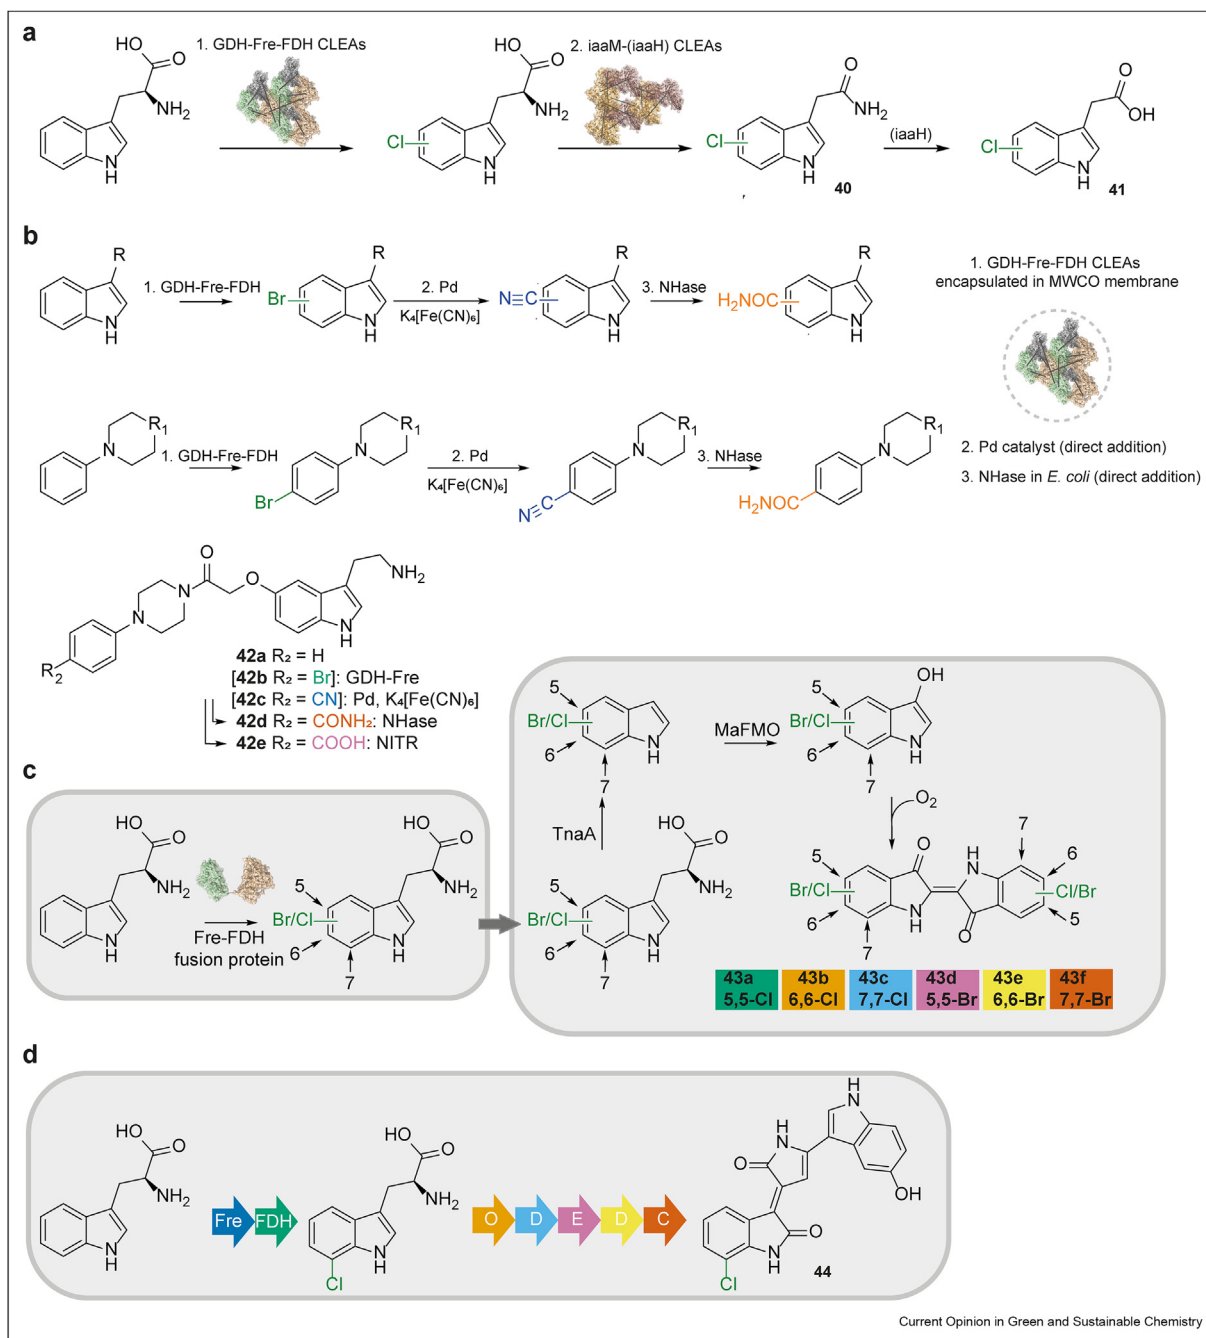 a
1. GDH-Fre-FDH CLEAs
2. iaaM-(iaaH) CLEAs
HO
O
NH2
N
H
HO
O
NH2
Cl
N
H
O
NH2
Cl
N
H
40
,
(iaaH)
O
OH
Cl
N
H
41
b
R
N
H
1. GDH-Fre-FDH
R
Br
N
H
2. Pd
K₄[Fe(CN)₆]
R
N≡C
N
H
3. NHase
R
H₂NOC
N
H
1. GDH-Fre-FDH CLEAs
encapsulated in MWCO membrane
R1
N
1. GDH-Fre-FDH
R1
N
Br
2. Pd
K₄[Fe(CN)₆]
R1
N
C
N
3. NHase
R1
N
H₂NOC
2. Pd catalyst (direct addition)
3. NHase in E. coli (direct addition)
O
N
N
O
NH2
N
H
R2
42a R₂ = H
[42b R₂ = Br]: GDH-Fre
[42c R₂ = CN]: Pd, K₄[Fe(CN)₆]
42d R₂ = CONH₂: NHase
42e R₂ = COOH: NITR
c
HO
O
NH2
N
H
Fre-FDH
fusion protein
HO
O
NH2
5
Br/Cl
6
7
N
H
5
Br/Cl
6
7
N
H
MaFMO
OH
5
Br/Cl
6
7
N
H
TnaA
O₂
HO
O
NH2
5
Br/Cl
6
7
N
H
5
Br/Cl
6
7
O
N
H
H
N
O
7
6
Cl/Br
5
43a
5,5-Cl
43b
6,6-Cl
43c
7,7-Cl
43d
5,5-Br
43e
6,6-Br
43f
7,7-Br
d
HO
O
NH2
N
H
Fre
FDH
HO
O
NH2
N
H
Cl
O
D
E
D
C
H
N
H
N
O
OH
O
N
H
Cl
44
Current Opinion in Green and Sustainable Chemistry